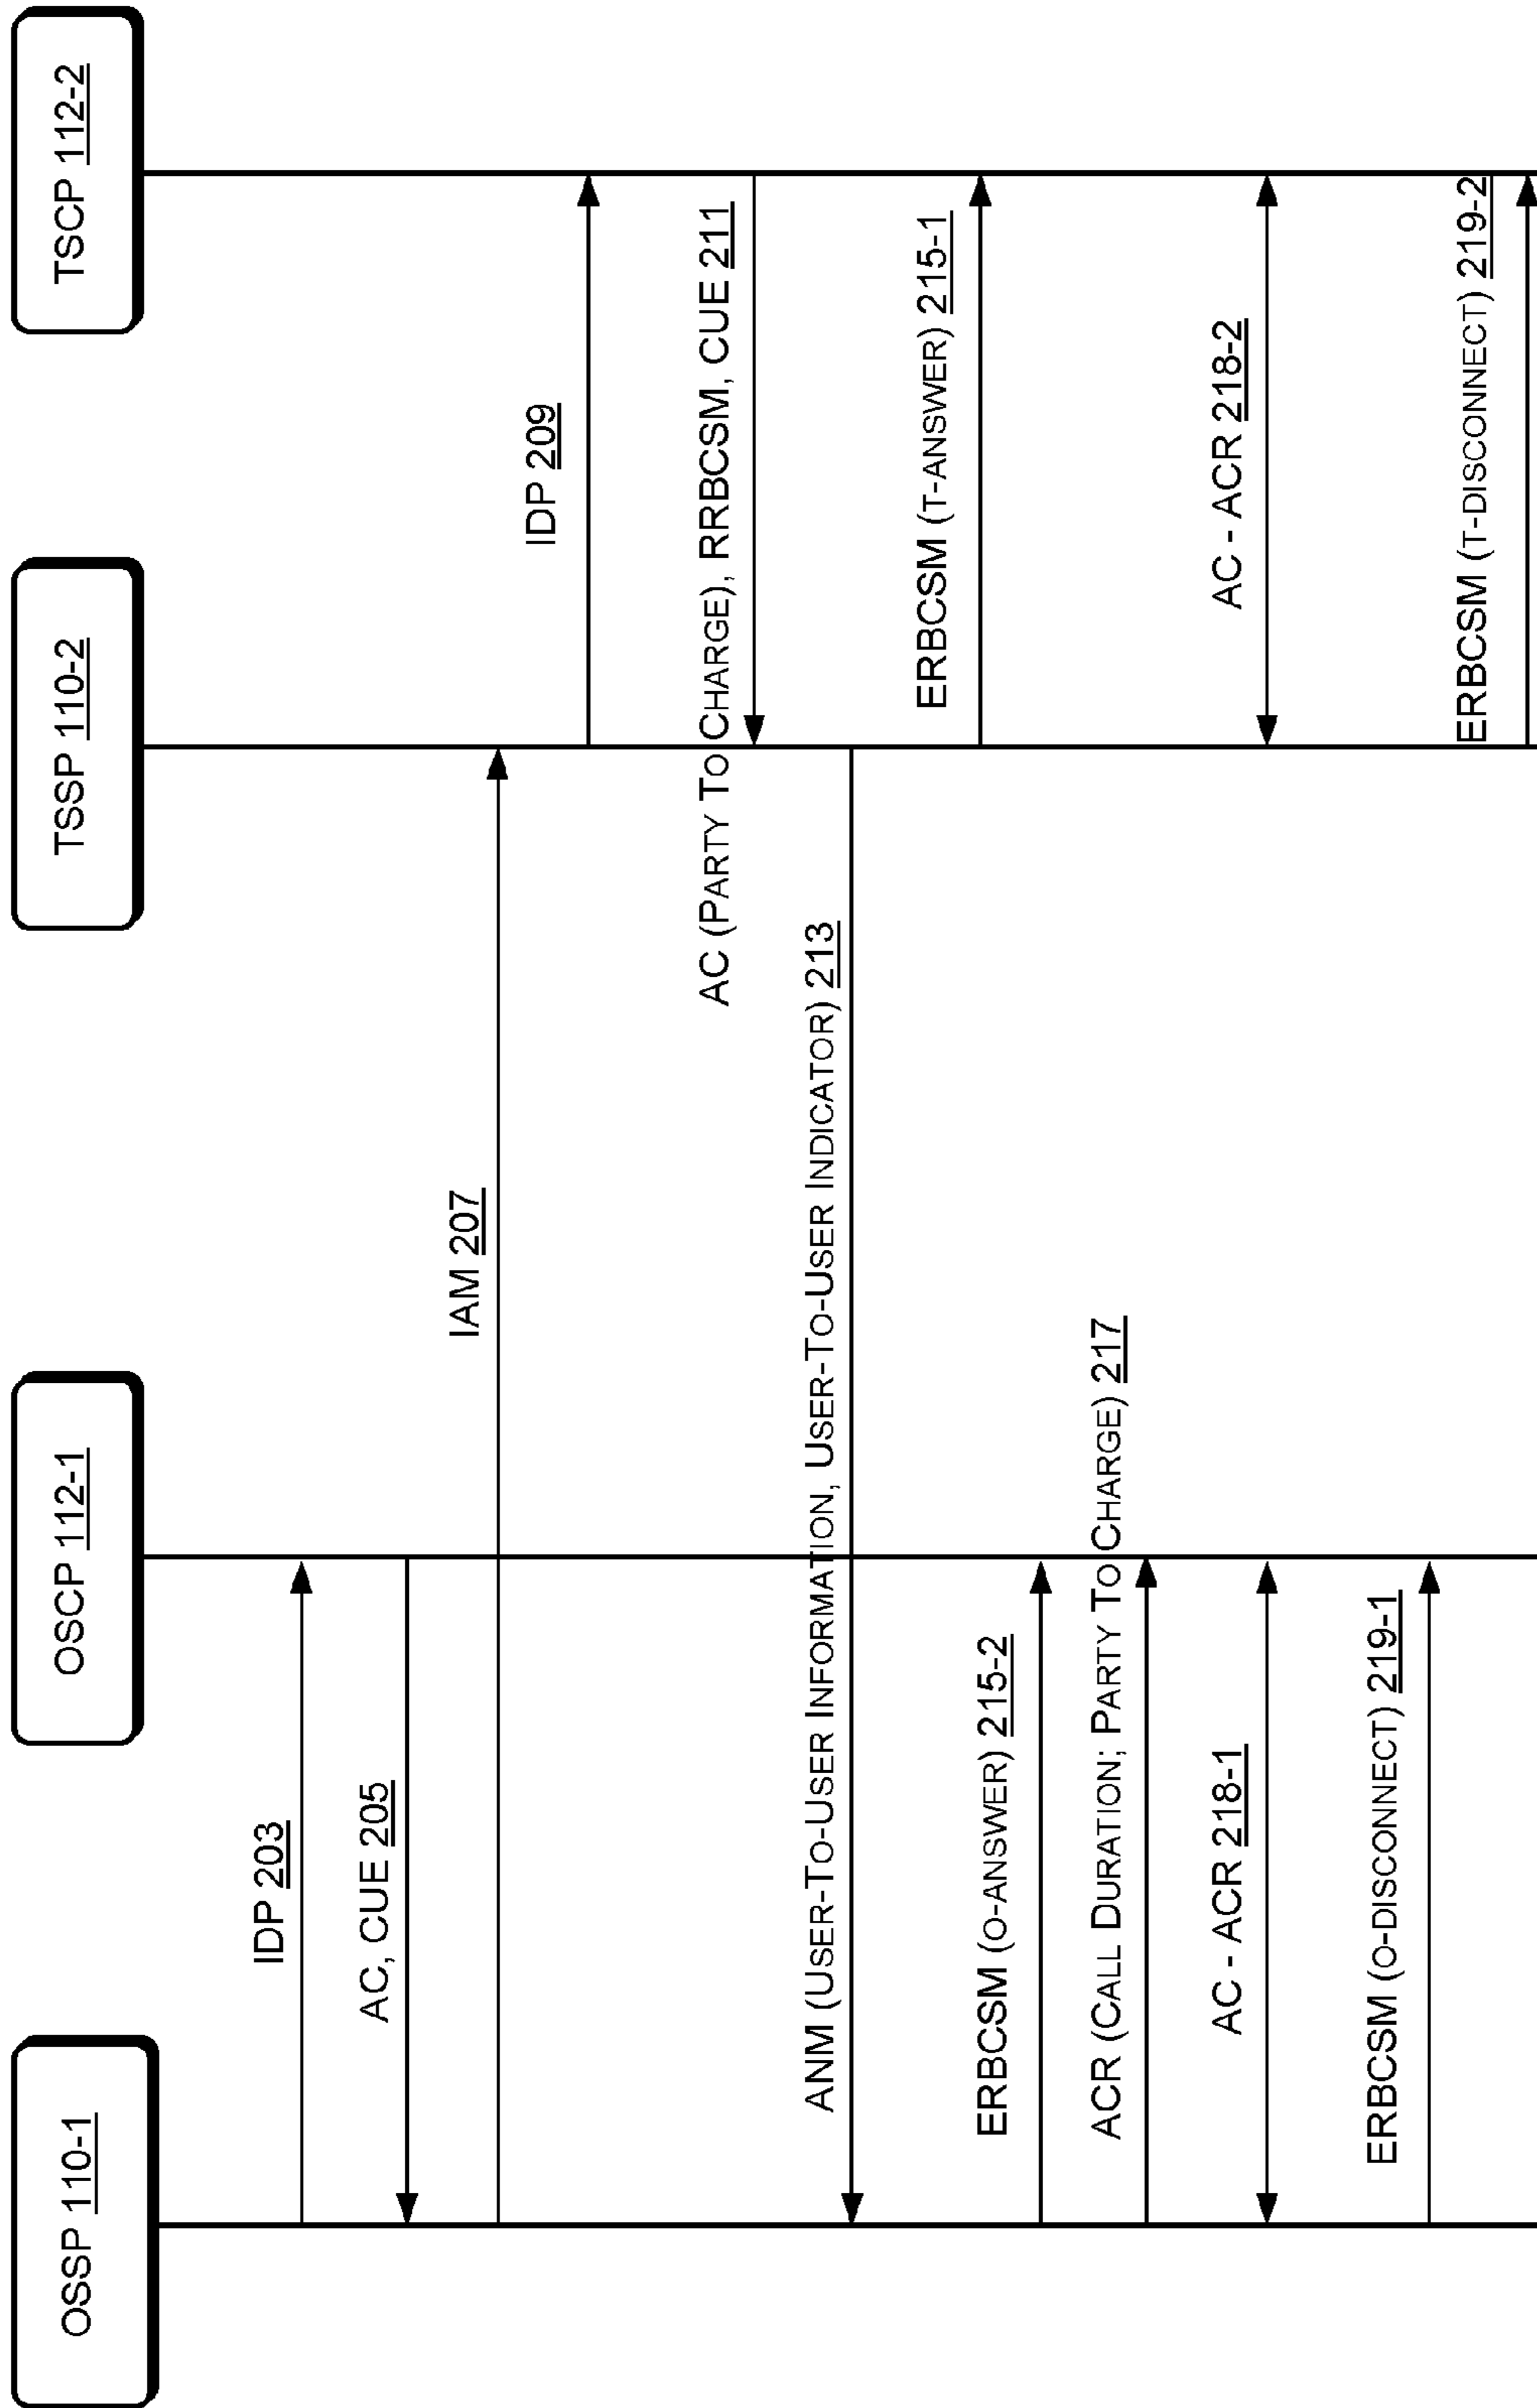 OSSP 110-1
OSCP 112-1
TSSP 110-2
TSCP 112-2
IDP 203
AC, CUE 205
IAM 207
IDP 209
AC (PARTY TO CHARGE), RRBCSM, CUE 211
ANM (USER-TO-USER INFORMATION, USER-TO-USER INDICATOR) 213
ERBCSM (T-ANSWER) 215-1
ERBCSM (O-ANSWER) 215-2
ACR (CALL DURATION; PARTY TO CHARGE) 217
AC - ACR 218-1
AC - ACR 218-2
ERBCSM (O-DISCONNECT) 219-1
ERBCSM (T-DISCONNECT) 219-2